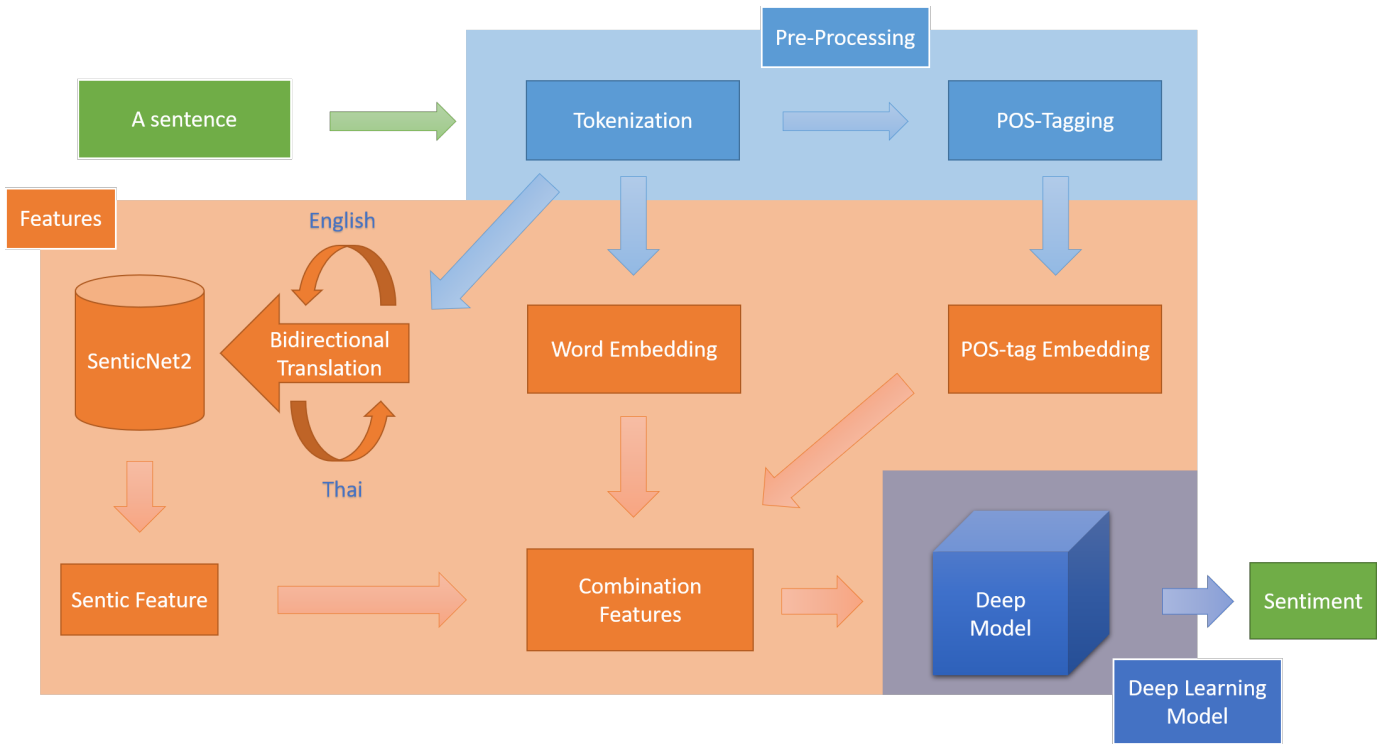 Pre-Processing
A sentence
Tokenization
POS-Tagging
Features
English
SenticNet2
Bidirectional
Translation
Thai
Word Embedding
POS-tag Embedding
Sentic Feature
Combination
Features
Deep
Model
Sentiment
Deep Learning
Model